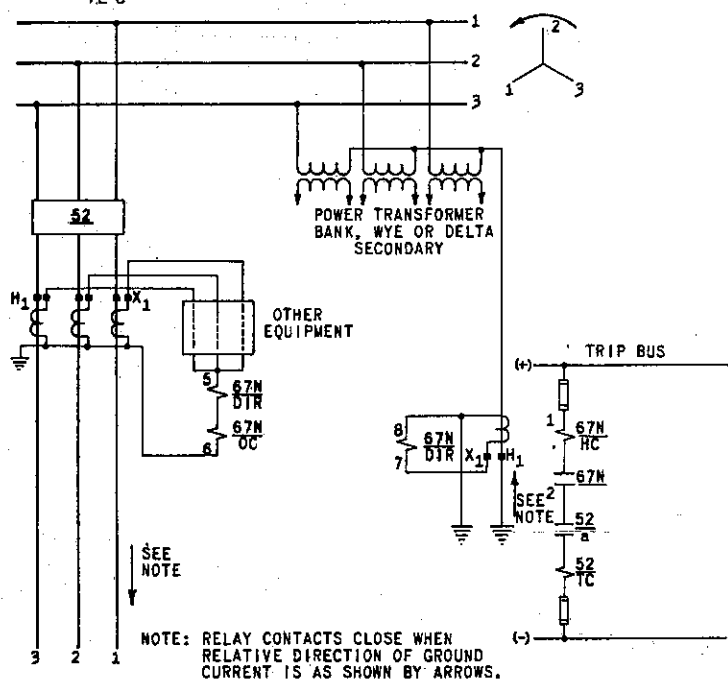 1
2
3
2
1
3
52
POWER TRANSFORMER
BANK, WYE OR DELTA
SECONDARY
H1
X1
OTHER
EQUIPMENT
5
67N
DIR
67N
OC
6
(+)
TRIP BUS
8
67N
DIR
7
X1
H1
SEE
NOTE
1
67N
HC
67N
2
52
a
52
TC
(-)
SEE
NOTE
3
2
1
NOTE: RELAY CONTACTS CLOSE WHEN
RELATIVE DIRECTION OF GROUND
CURRENT IS AS SHOWN BY ARROWS.